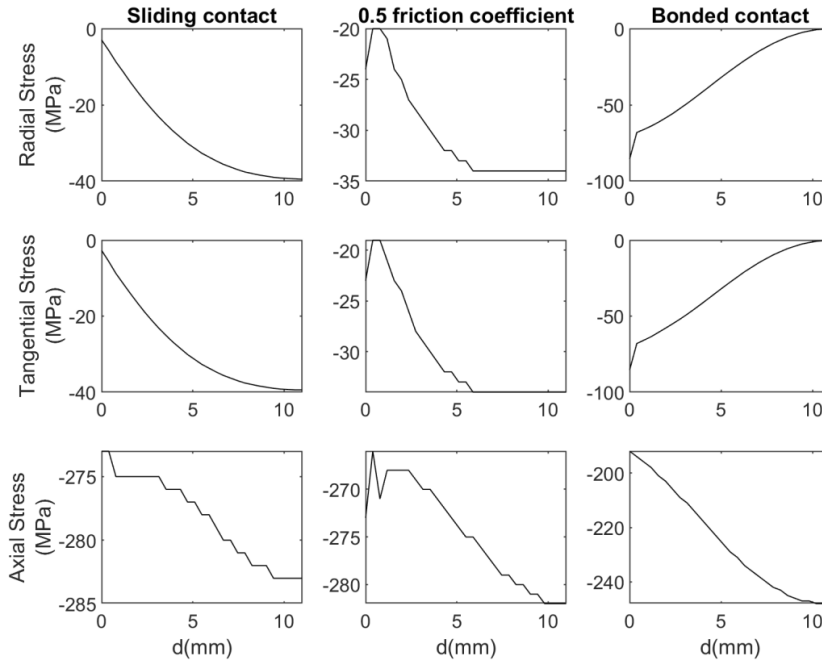 Sliding contact
0.5 friction coefficient
Bonded contact
Radial Stress
(MPa)
0
-20
-40
0 5 10
-20
-25
-30
-35
0 5 10
0
-50
-100
0 5 10
Tangential Stress
(MPa)
0
-20
-40
0 5 10
-20
-25
-30
0 5 10
0
-50
-100
0 5 10
Axial Stress
(MPa)
-275
-280
-285
0 5 10
d(mm)
-270
-275
-280
0 5 10
d(mm)
-200
-220
-240
0 5 10
d(mm)